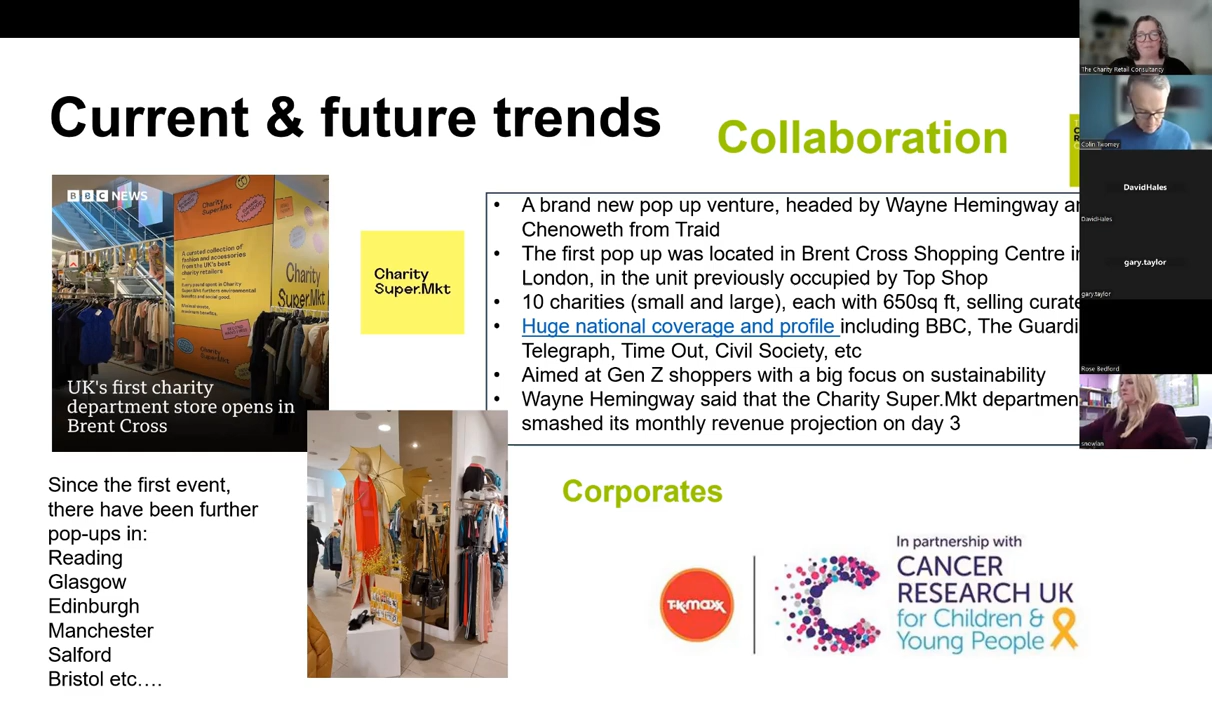 Current & future trends
Collaboration
BBC NEWS
Charity
Super.Mkt
A curated collection of
fashion and accessories
from the UK's best
charity retailers
Charity
Super.Mkt
UK's first charity
department store opens in
Brent Cross
Charity
Super.Mkt
• A brand new pop up venture, headed by Wayne Hemingway
Chenoweth from Traid
• The first pop up was located in Brent Cross Shopping Centre
London, in the unit previously occupied by Top Shop
• 10 charities (small and large), each with 650sq ft, selling
• Huge national coverage and profile including BBC, The
Telegraph, Time Out, Civil Society, etc
• Aimed at Gen Z shoppers with a big focus on sustainability
• Wayne Hemingway said that the Charity Super.Mkt
smashed its monthly revenue projection on day 3
Since the first event,
there have been further
pop-ups in:
Reading
Glasgow
Edinburgh
Manchester
Salford
Bristol etc….
Corporates
TK maxx
In partnership with
CANCER
RESEARCH UK
for Children &
Young People
The Charity Retail Consultancy
Colin Twomey
DavidHales
DavidHales
gary.taylor
gary.taylor
Rose Bedford
snowlan